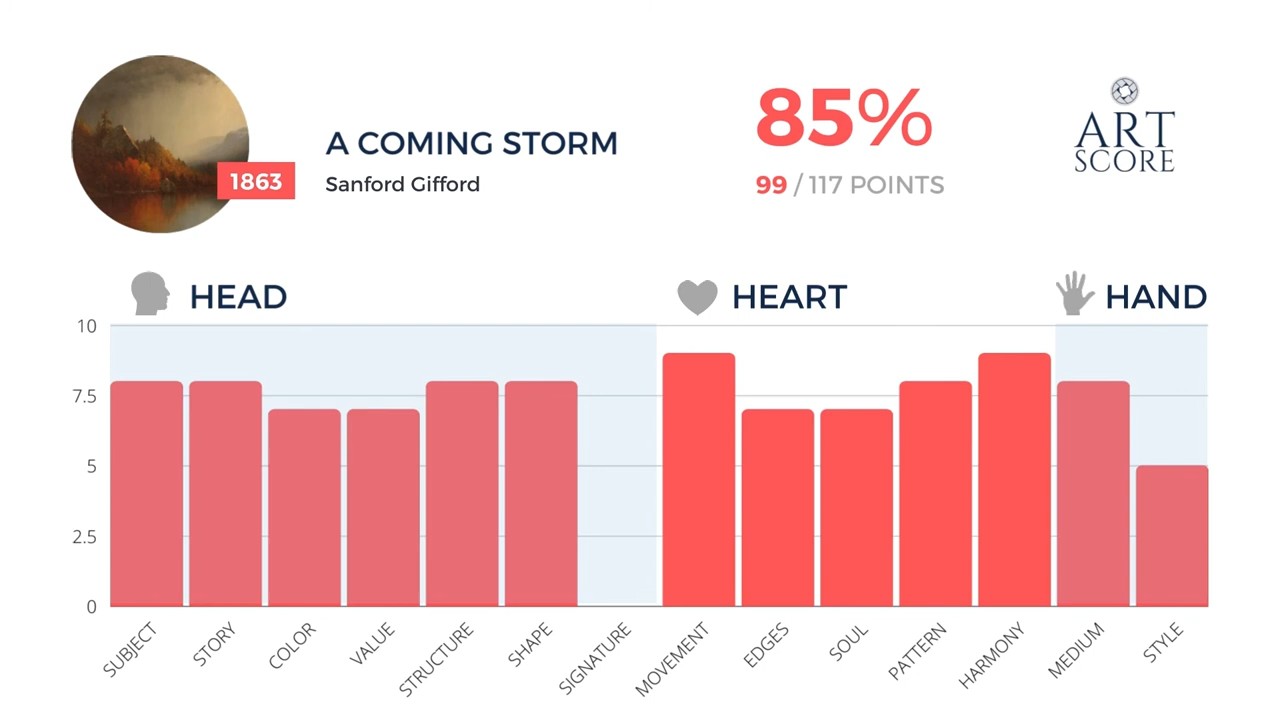 A COMING STORM
Sanford Gifford
1863
85%
99 / 117 POINTS
ART
SCORE
HEAD
HEART
HAND
10
7.5
5
2.5
0
SUBJECT
STORY
COLOR
VALUE
STRUCTURE
SHAPE
SIGNATURE
MOVEMENT
EDGES
SOUL
PATTERN
HARMONY
MEDIUM
STYLE